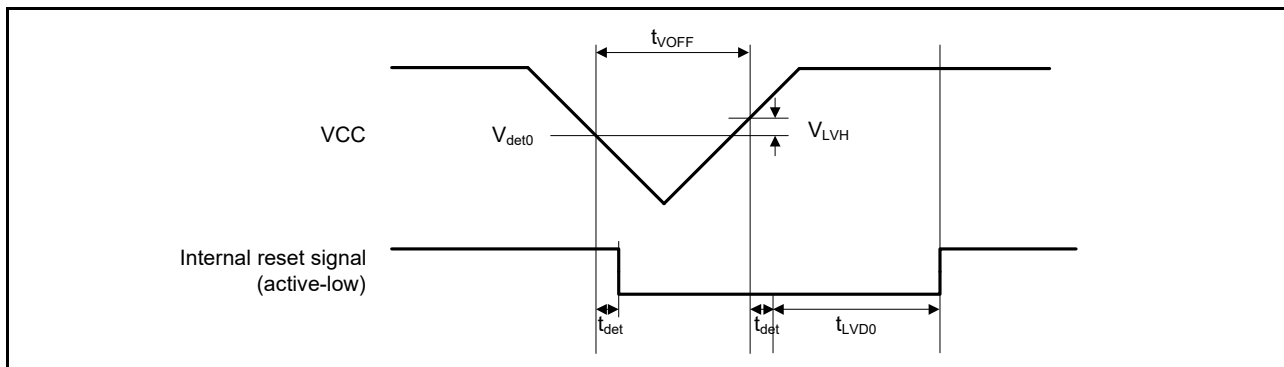 tVOFF
VCC
Vdet0
VLVH
Internal reset signal
(active-low)
tdet
tdet
tLVD0